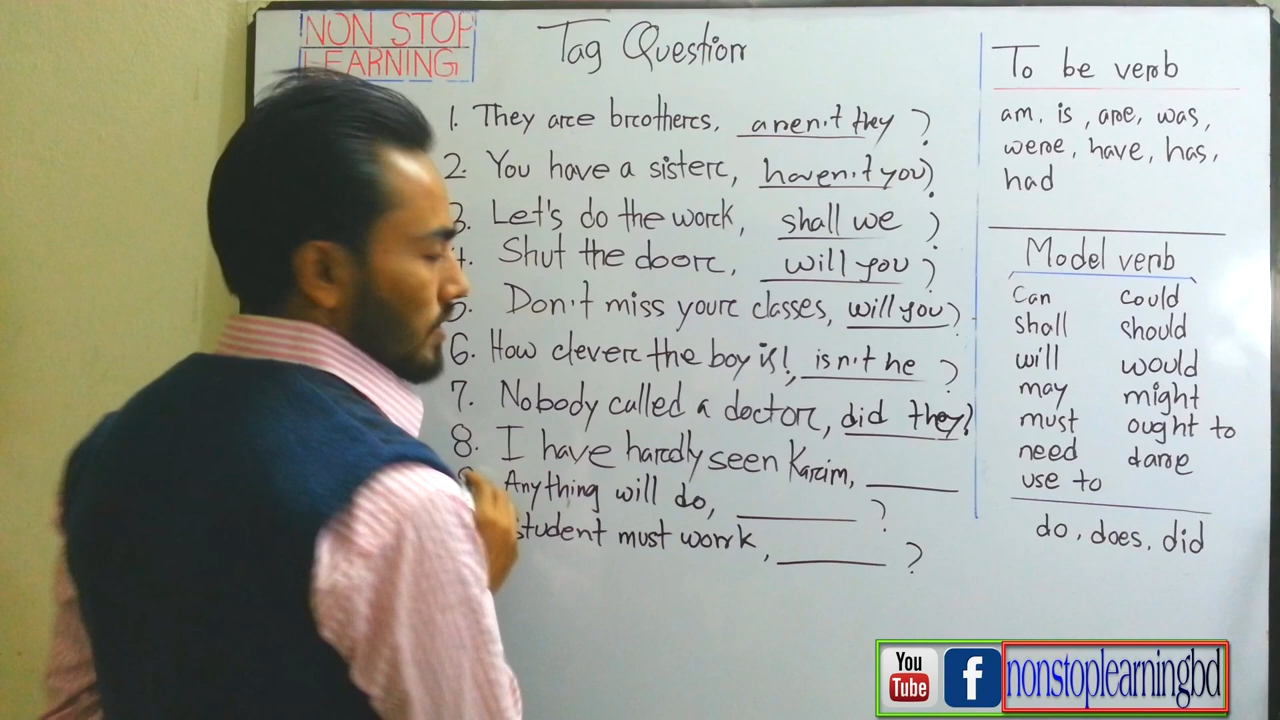 NON STOP
LEARNING
Tag Question
1. They are brothers, aren't they ?
2. You have a sister, haven't you?
3. Let's do the work, shall we ?
4. Shut the door, will you ?
5. Don't miss your classes, will you?
6. How clever the boy is!, isn't he ?
7. Nobody called a doctor, did they?
8. I have hardly seen Karim, ______
Anything will do, ______ ?
student must work, ______ ?
To be verb
am, is, are, was,
were, have, has,
had
Model verb
can could
shall should
will would
may might
must ought to
need dare
use to
do, does, did
You
Tube
f
nonstoplearningbd